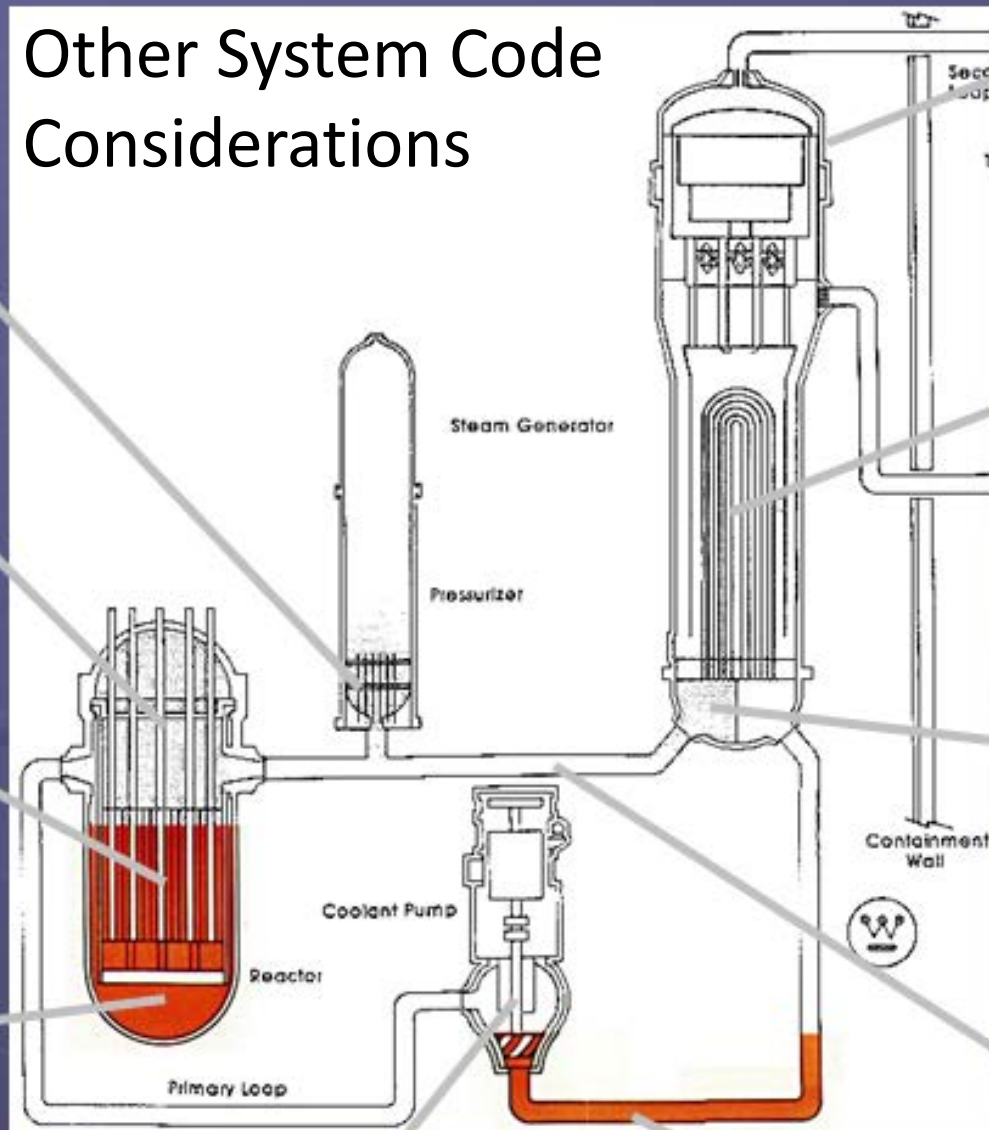 Other System Code
Considerations
Steam Generator
Pressurizer
Containment
Wall
Coolant Pump
Reactor
Primary Loop